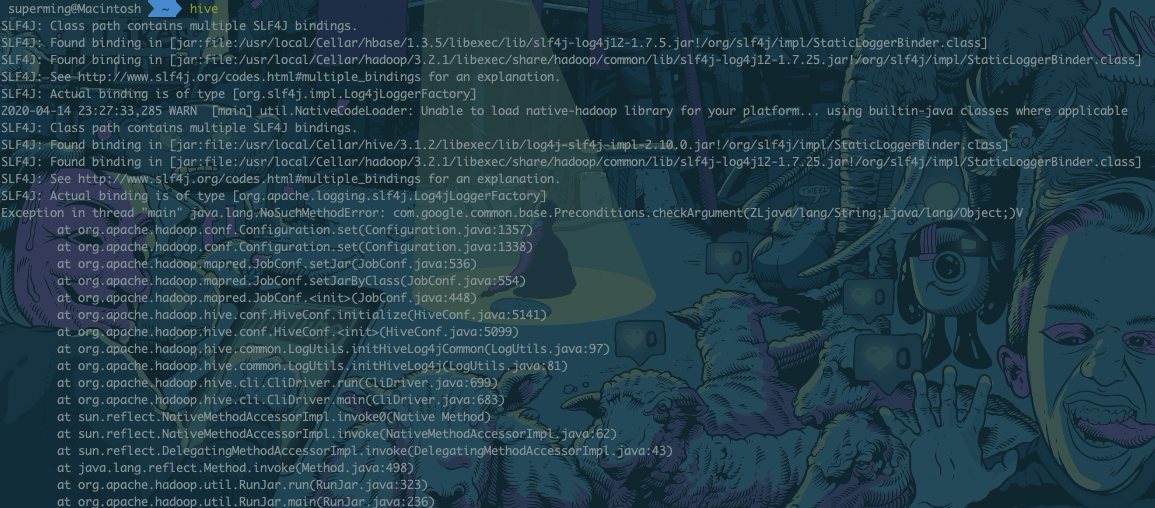 superming@Macintosh ~ hive
SLF4J: Class path contains multiple SLF4J bindings.
SLF4J: Found binding in [jar:file:/usr/local/Cellar/hbase/1.3.5/libexec/lib/slf4j-log4j12-1.7.5.jar!/org/slf4j/impl/StaticLoggerBinder.class]
SLF4J: Found binding in [jar:file:/usr/local/Cellar/hadoop/3.2.1/libexec/share/hadoop/common/lib/slf4j-log4j12-1.7.25.jar!/org/slf4j/impl/StaticLoggerBinder.class]
SLF4J: See http://www.slf4j.org/codes.html#multiple_bindings for an explanation.
SLF4J: Actual binding is of type [org.slf4j.impl.Log4jLoggerFactory]
2020-04-14 23:27:33,285 WARN  [main] util.NativeCodeLoader: Unable to load native-hadoop library for your platform... using builtin-java classes where applicable
SLF4J: Class path contains multiple SLF4J bindings.
SLF4J: Found binding in [jar:file:/usr/local/Cellar/hive/3.1.2/libexec/lib/log4j-slf4j-impl-2.10.0.jar!/org/slf4j/impl/StaticLoggerBinder.class]
SLF4J: Found binding in [jar:file:/usr/local/Cellar/hadoop/3.2.1/libexec/share/hadoop/common/lib/slf4j-log4j12-1.7.25.jar!/org/slf4j/impl/StaticLoggerBinder.class]
SLF4J: See http://www.slf4j.org/codes.html#multiple_bindings for an explanation.
SLF4J: Actual binding is of type [org.apache.logging.slf4j.Log4jLoggerFactory]
TWEEP
Exception in thread "main" java.lang.NoSuchMethodError: com.google.common.base.Preconditions.checkArgument(ZLjava/lang/String;Ljava/lang/Object;)V
at org.apache.hadoop.conf.Configuration.set(Configuration.java:1357)
at org.apache.hadoop.conf.Configuration.set(Configuration.java:1338)
at org.apache.hadoop.mapred.JobConf.setJar(JobConf.java:536)
at org.apache.hadoop.mapred.JobConf.setJarByClass(JobConf.java:554)
at org.apache.hadoop.mapred.JobConf.<init>(JobConf.java:448)
at org.apache.hadoop.hive.conf.HiveConf.initialize(HiveConf.java:5141)
at org.apache.hadoop.hive.conf.HiveConf.<init>(HiveConf.java:5099)
at org.apache.hadoop.hive.common.LogUtils.initHiveLog4jCommon(LogUtils.java:97)
at org.apache.hadoop.hive.common.LogUtils.initHiveLog4j(LogUtils.java:81)
at org.apache.hadoop.hive.cli.CliDriver.run(CliDriver.java:699)
at org.apache.hadoop.hive.cli.CliDriver.main(CliDriver.java:683)
at sun.reflect.NativeMethodAccessorImpl.invoke0(Native Method)
at sun.reflect.NativeMethodAccessorImpl.invoke(NativeMethodAccessorImpl.java:62)
at sun.reflect.DelegatingMethodAccessorImpl.invoke(DelegatingMethodAccessorImpl.java:43)
at java.lang.reflect.Method.invoke(Method.java:498)
at org.apache.hadoop.util.RunJar.run(RunJar.java:323)
at org.apache.hadoop.util.RunJar.main(RunJar.java:236)
0
0
0
0